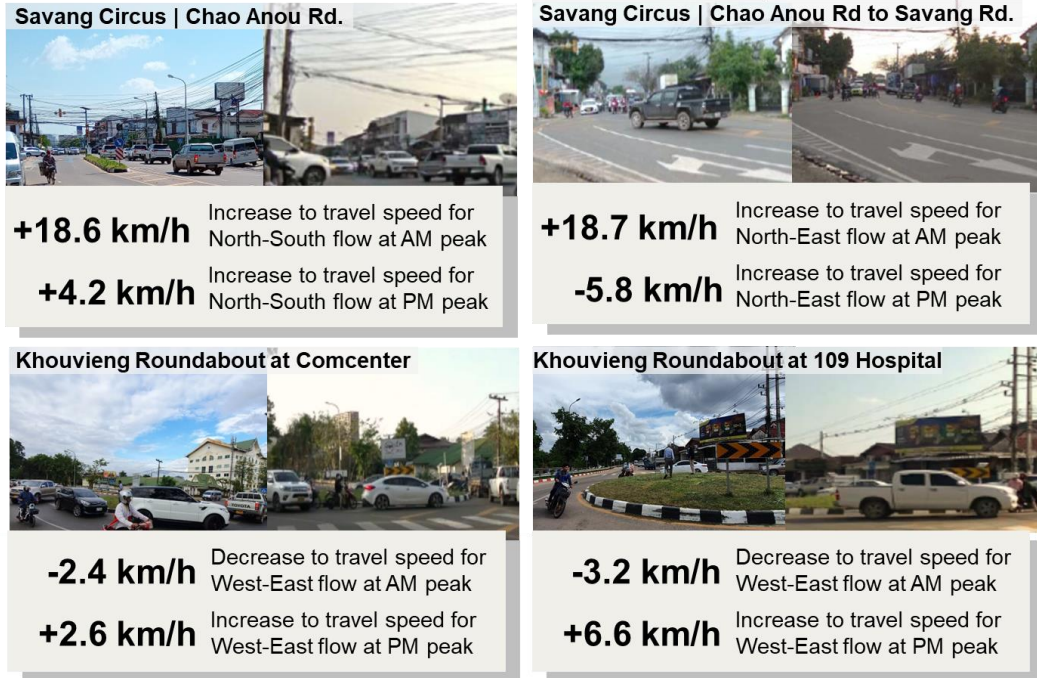 Savang Circus | Chao Anou Rd.
+18.6 km/h
Increase to travel speed for
North-South flow at AM peak
+4.2 km/h
Increase to travel speed for
North-South flow at PM peak
Savang Circus | Chao Anou Rd to Savang Rd.
+18.7 km/h
Increase to travel speed for
North-East flow at AM peak
-5.8 km/h
Increase to travel speed for
North-East flow at PM peak
Khouvieng Roundabout at Comcenter
TOYOTA
-2.4 km/h
Decrease to travel speed for
West-East flow at AM peak
+2.6 km/h
Increase to travel speed for
West-East flow at PM peak
Khouvieng Roundabout at 109 Hospital
-3.2 km/h
Decrease to travel speed for
West-East flow at AM peak
+6.6 km/h
Increase to travel speed for
West-East flow at PM peak